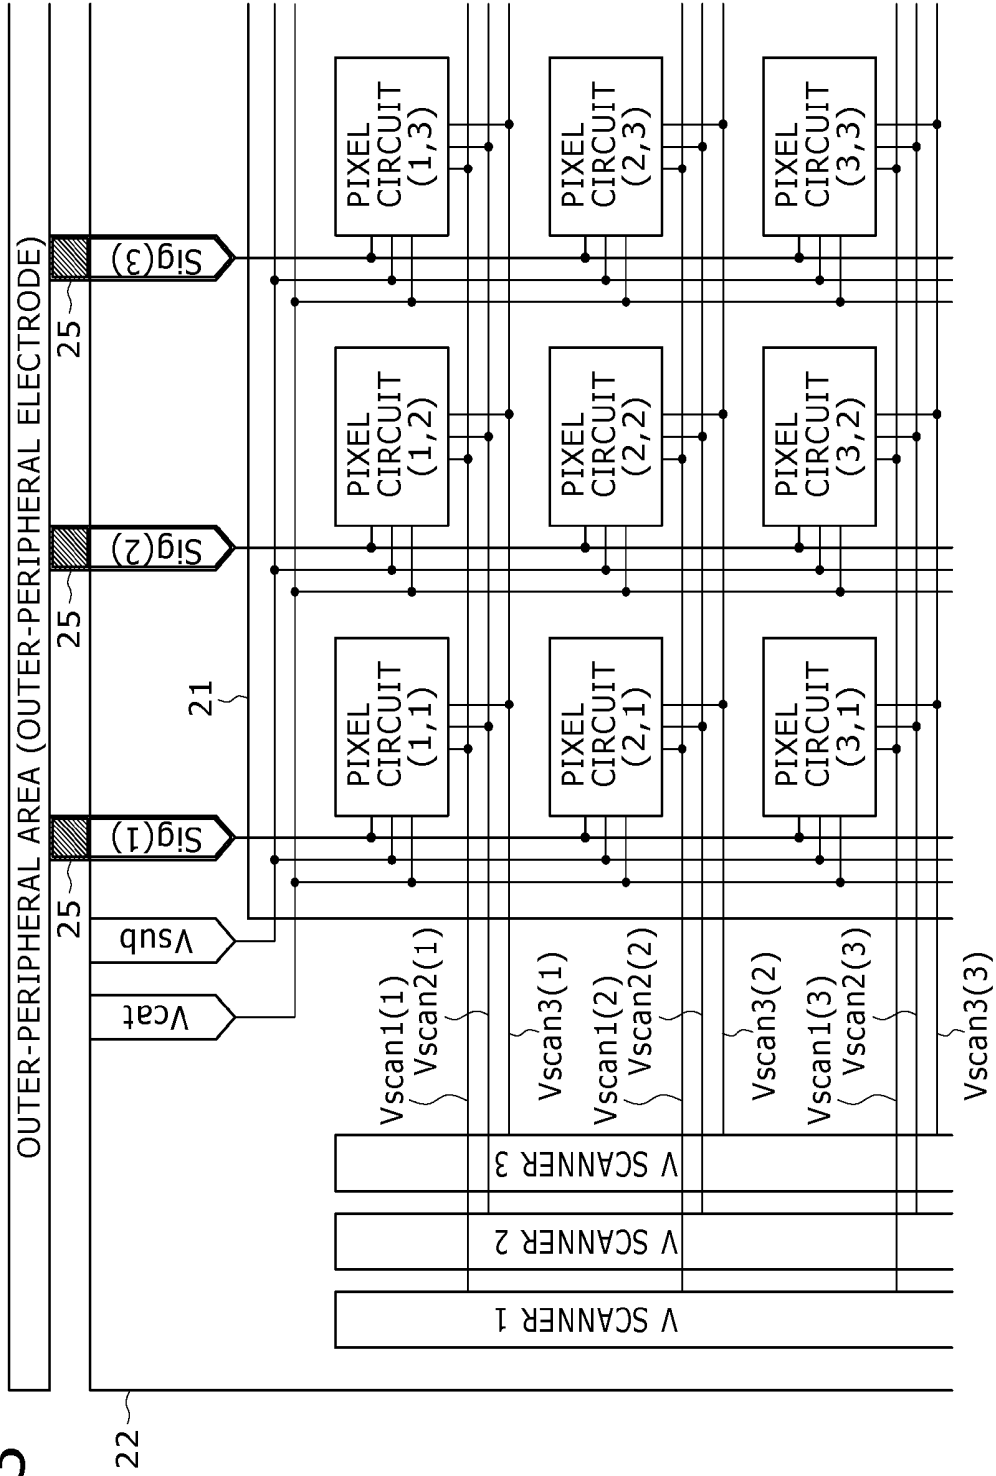 OUTER-PERIPHERAL AREA (OUTER-PERIPHERAL ELECTRODE)
22
25
25
25
Vcat
Vsub
Sig(1)
Sig(2)
Sig(3)
21
PIXEL
CIRCUIT
(1,1)
PIXEL
CIRCUIT
(1,2)
PIXEL
CIRCUIT
(1,3)
Vscan1(1)
Vscan2(1)
Vscan3(1)
PIXEL
CIRCUIT
(2,1)
PIXEL
CIRCUIT
(2,2)
PIXEL
CIRCUIT
(2,3)
Vscan1(2)
Vscan2(2)
Vscan3(2)
PIXEL
CIRCUIT
(3,1)
PIXEL
CIRCUIT
(3,2)
PIXEL
CIRCUIT
(3,3)
Vscan1(3)
Vscan2(3)
Vscan3(3)
V SCANNER 1
V SCANNER 2
V SCANNER 3